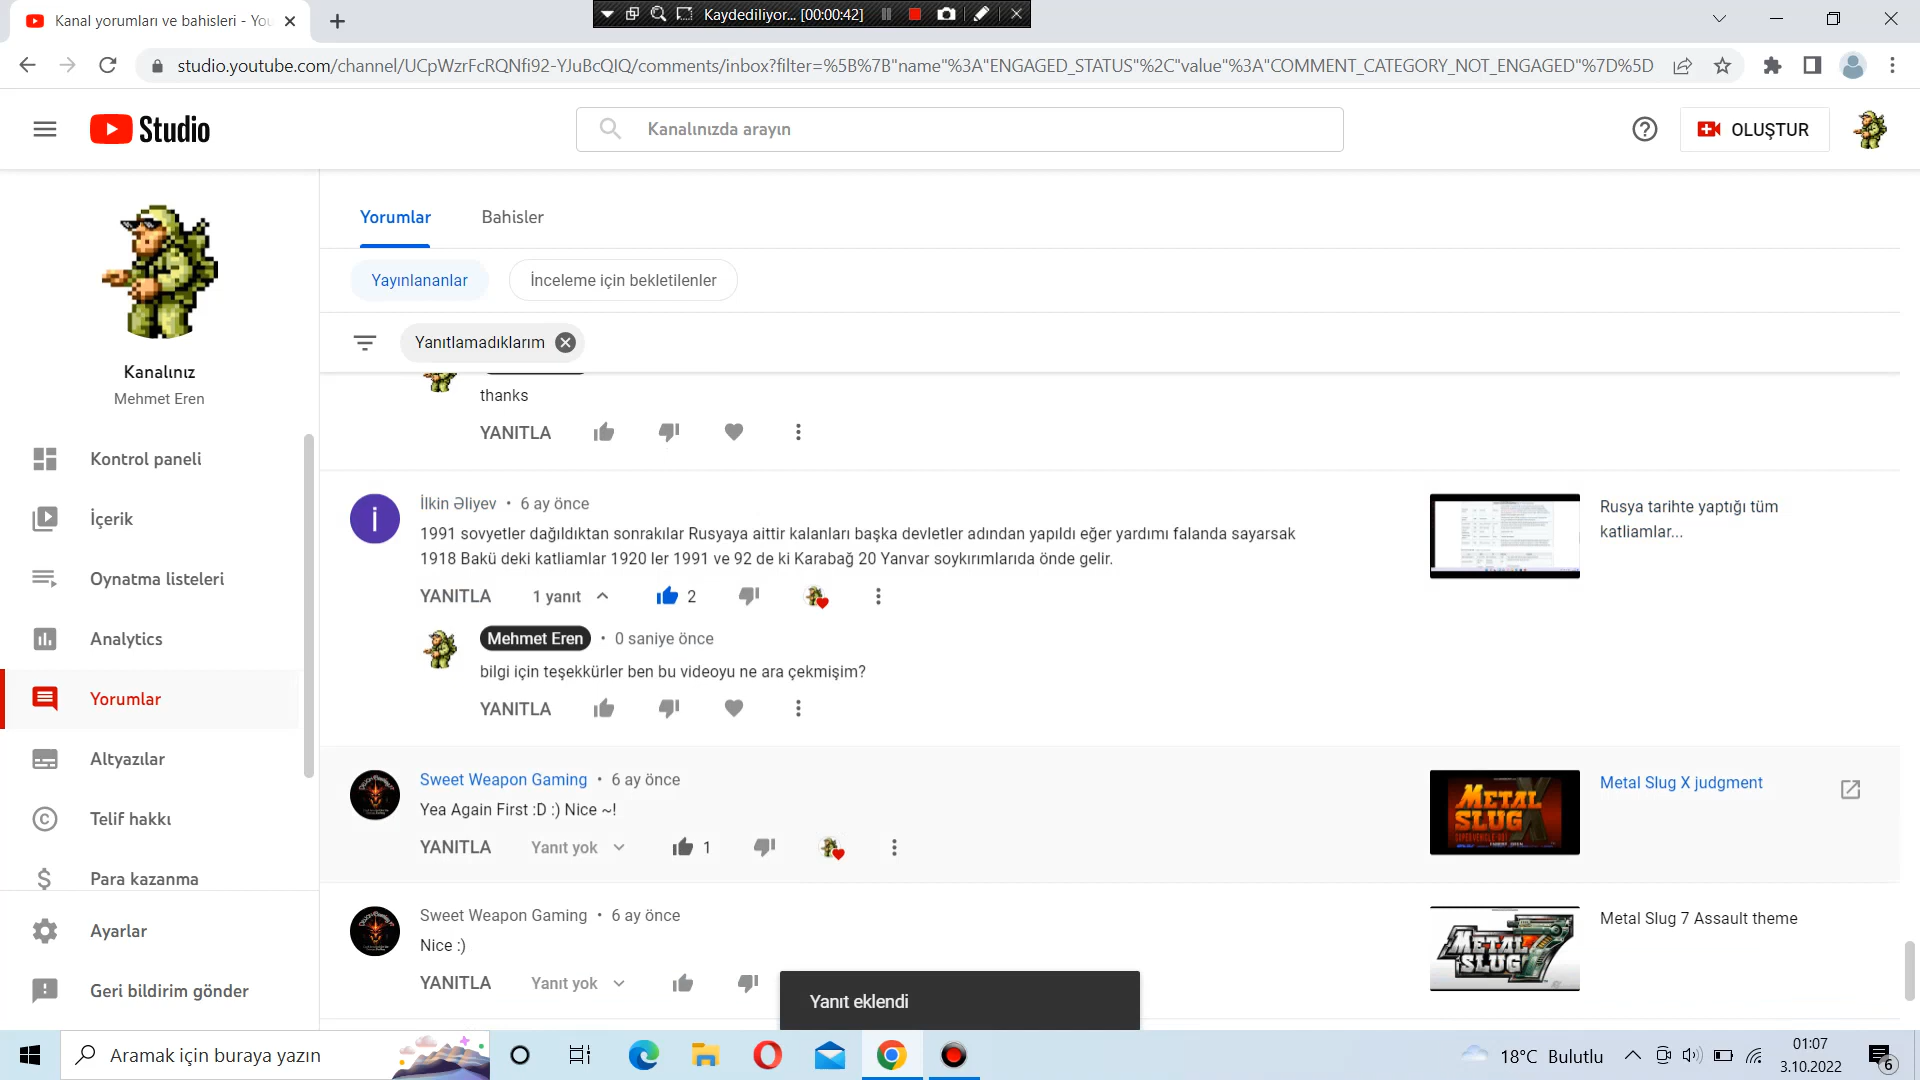 Kanal yorumları ve bahisleri - You
Kaydediliyor... [00:00:42]
studio.youtube.com/channel/UCpWzrFcRQNfi92-YJuBcQIQ/comments/inbox?filter=%5B%7B"name"%3A"ENGAGED_STATUS"%2C"value"%3A"COMMENT_CATEGORY_NOT_ENGAGED"%7D%5D
Studio
Kanalınızda arayın
OLUŞTUR
Kanalınız
Mehmet Eren
Kontrol paneli
İçerik
Oynatma listeleri
Analytics
Yorumlar
Altyazılar
Telif hakkı
Para kazanma
Ayarlar
Geri bildirim gönder
Yorumlar
Bahisler
Yayınlananlar
İnceleme için bekletilenler
Yanıtlamadıklarım
thanks
YANITLA
i
İlkin Əliyev • 6 ay önce
1991 sovyetler dağıldıktan sonrakılar Rusyaya aittir kalanları başka devletler adından yapıldı eğer yardımı falanda sayarsak
1918 Bakü deki katliamlar 1920 ler 1991 ve 92 de ki Karabağ 20 Yanvar soykırımlarıda önde gelir.
YANITLA 1 yanıt 2
Rusya tarihte yaptığı tüm
katliamlar...
Mehmet Eren • 0 saniye önce
bilgi için teşekkürler ben bu videoyu ne ara çekmişim?
YANITLA
Sweet Weapon Gaming • 6 ay önce
Yea Again First :D :) Nice ~!
YANITLA Yanıt yok 1
METAL
SLUG X
Metal Slug X judgment
Sweet Weapon Gaming • 6 ay önce
Nice :)
YANITLA Yanıt yok
METAL
SLUG 7
Metal Slug 7 Assault theme
Yanıt eklendi
Aramak için buraya yazın
18°C Bulutlu
01:07
3.10.2022
6